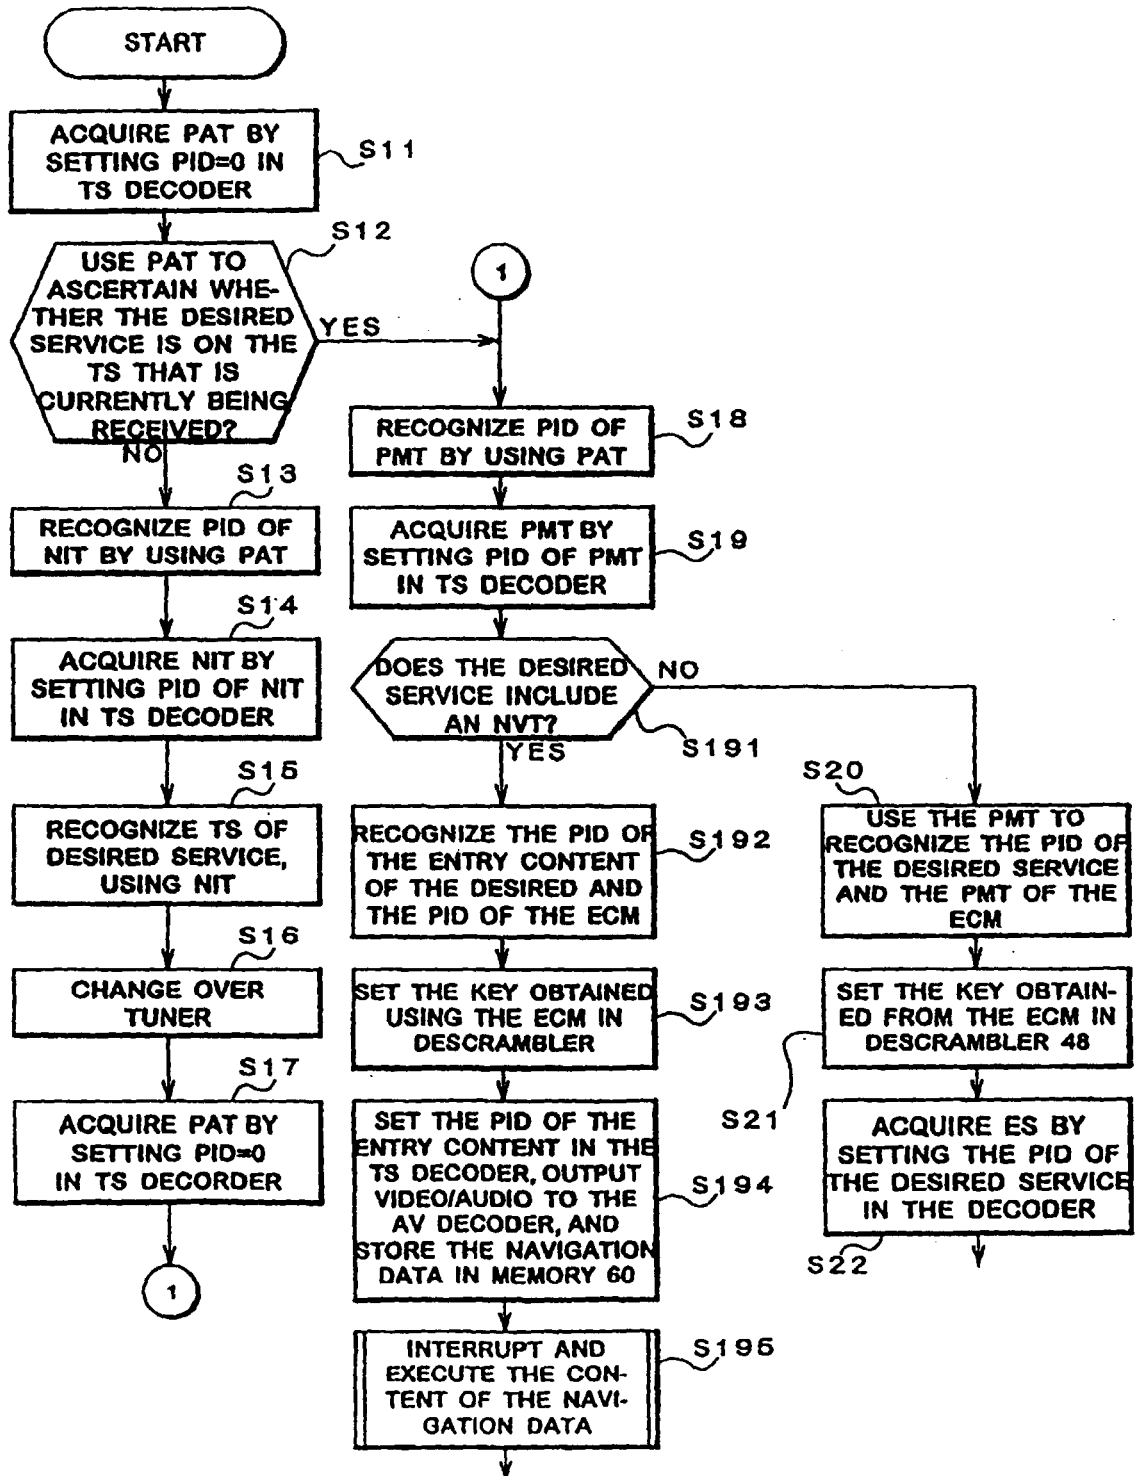 START
ACQUIRE PAT BY
SETTING PID=0 IN
TS DECODER
S11
S12
USE PAT TO
ASCERTAIN WHE-
THER THE DESIRED
SERVICE IS ON THE
TS THAT IS
CURRENTLY BEING
RECEIVED?
YES
NO
S13
RECOGNIZE PID OF
NIT BY USING PAT
S14
ACQUIRE NIT BY
SETTING PID OF NIT
IN TS DECODER
S15
RECOGNIZE TS OF
DESIRED SERVICE,
USING NIT
S16
CHANGE OVER
TUNER
S17
ACQUIRE PAT BY
SETTING PID=0
IN TS DECORDER
1
1
S18
RECOGNIZE PID OF
PMT BY USING PAT
S19
ACQUIRE PMT BY
SETTING PID OF PMT
IN TS DECODER
DOES THE DESIRED
SERVICE INCLUDE
AN NVT?
NO
S191
YES
RECOGNIZE THE PID OF
THE ENTRY CONTENT
OF THE DESIRED AND
THE PID OF THE ECM
S192
SET THE KEY OBTAINED
USING THE ECM IN
DESCRAMBLER
S193
SET THE PID OF THE
ENTRY CONTENT IN THE
TS DECODER, OUTPUT
VIDEO/AUDIO TO THE
AV DECODER, AND
STORE THE NAVIGATION
DATA IN MEMORY 60
S194
INTERRUPT AND
EXECUTE THE CON-
TENT OF THE NAVI-
GATION DATA
S195
S20
USE THE PMT TO
RECOGNIZE THE PID OF
THE DESIRED SERVICE
AND THE PMT OF THE
ECM
SET THE KEY OBTAIN-
ED FROM THE ECM IN
DESCRAMBLER 48
S21
ACQUIRE ES BY
SETTING THE PID OF
THE DESIRED SERVICE
IN THE DECODER
S22